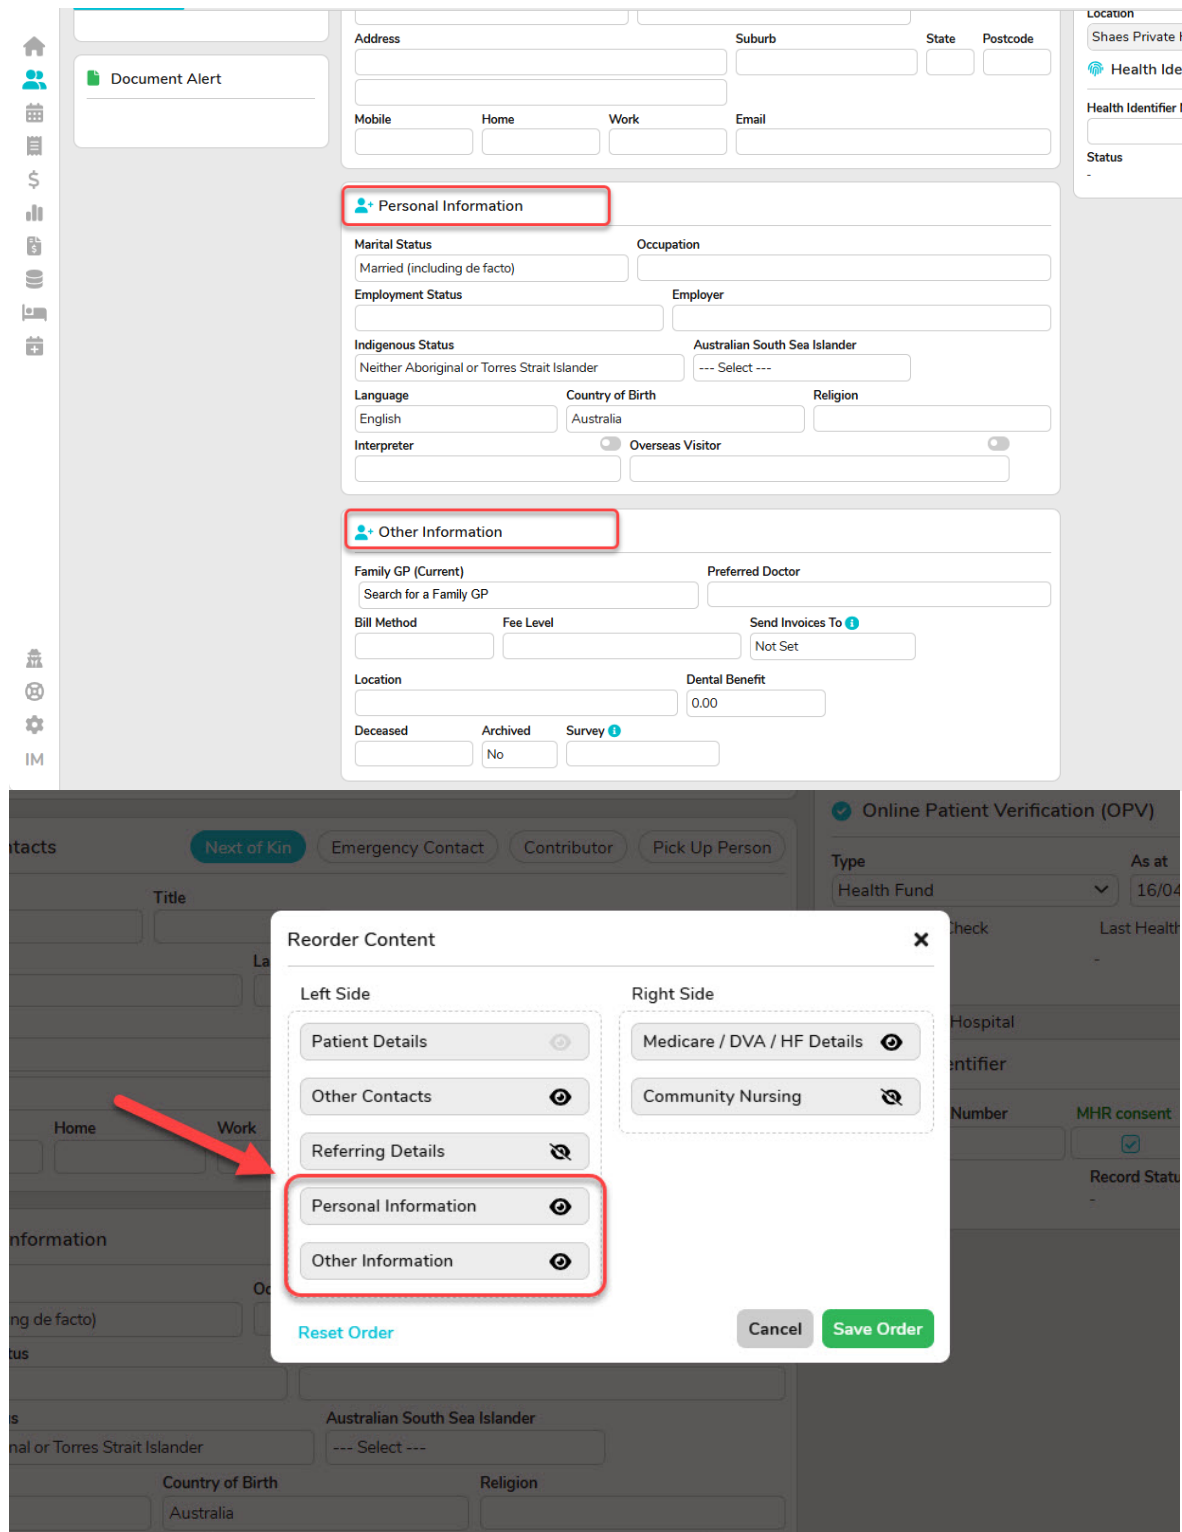 Location
Shaes Private
Address
Suburb
State
Postcode
Document Alert
Health Ide
Health Identifier
Mobile
Home
Work
Email
Status
-
Personal Information
Marital Status
Occupation
Married (including de facto)
Employment Status
Employer
Indigenous Status
Australian South Sea Islander
Neither Aboriginal or Torres Strait Islander
--- Select ---
Language
Country of Birth
Religion
English
Australia
Interpreter
Overseas Visitor
Other Information
Family GP (Current)
Preferred Doctor
Search for a Family GP
Bill Method
Fee Level
Send Invoices To
Not Set
Location
Dental Benefit
0.00
Deceased
Archived
Survey
No
IM
Online Patient Verification (OPV)
ntacts
Next of Kin
Emergency Contact
Contributor
Pick Up Person
Type
As at
Health Fund
16/04
Title
Check
Last Health
-
La
Hospital
entifier
Home
Work
Number
MHR consent
Record Statu
-
nformation
Oc
ng de facto)
tus
s
Australian South Sea Islander
nal or Torres Strait Islander
--- Select ---
Country of Birth
Religion
Australia
Reorder Content
Left Side
Right Side
Patient Details
Medicare / DVA / HF Details
Other Contacts
Community Nursing
Referring Details
Personal Information
Other Information
Reset Order
Cancel
Save Order